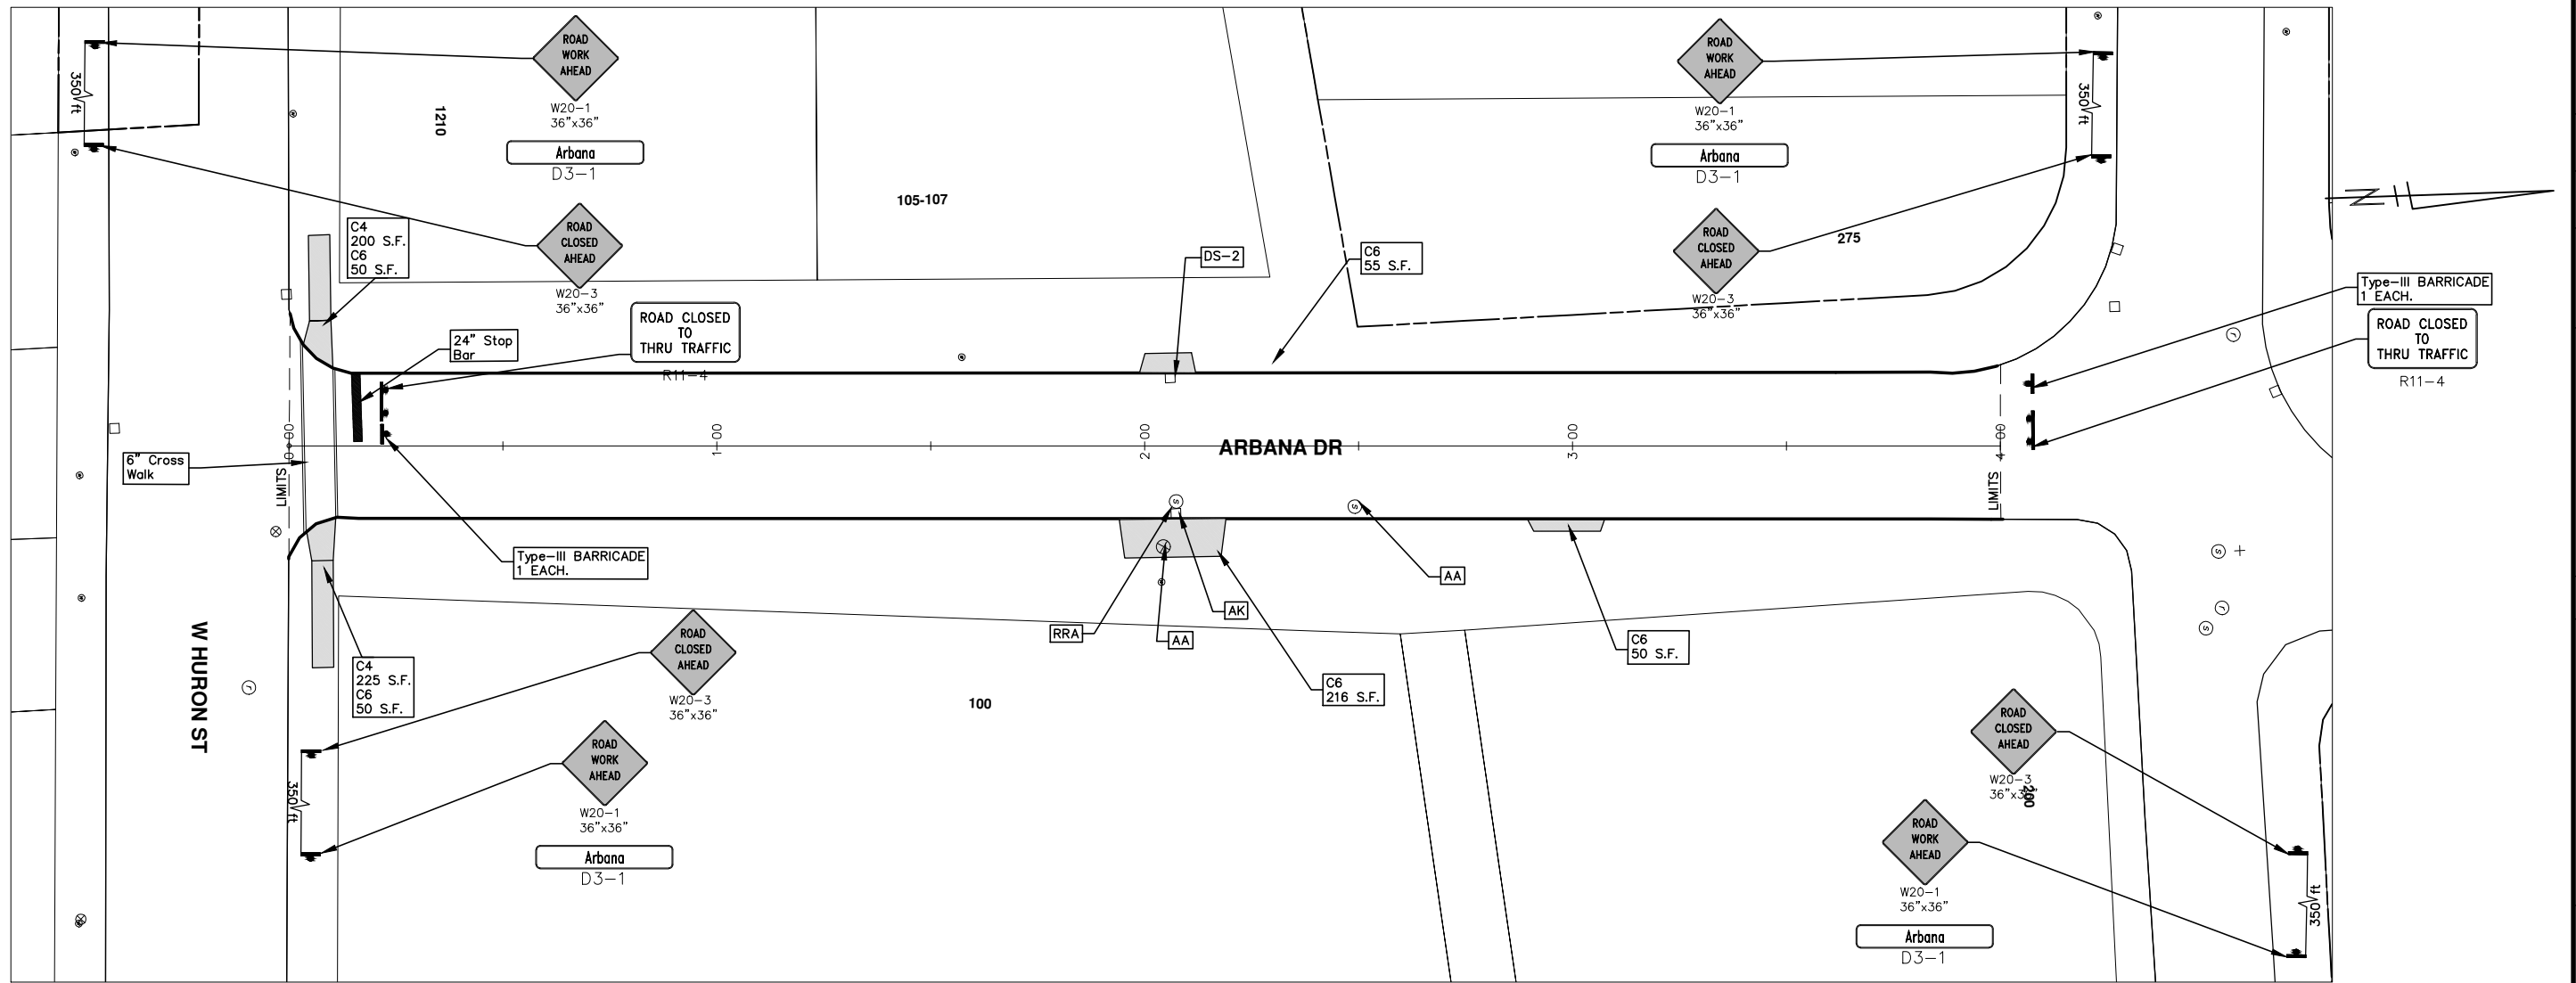 ROAD
WORK
AHEAD
W20-1
36"x36"
Arbana
D3-1
ROAD
CLOSED
AHEAD
W20-3
36"x36"
350 ft
1210
105-107
C4
200 S.F.
C6
50 S.F.
24" Stop
Bar
ROAD CLOSED
TO
THRU TRAFFIC
R11-4
DS-2
C6
55 S.F.
ROAD
WORK
AHEAD
W20-1
36"x36"
Arbana
D3-1
ROAD
CLOSED
AHEAD
W20-3
36"x36"
275
350 ft
N
Type-III BARRICADE
1 EACH.
ROAD CLOSED
TO
THRU TRAFFIC
R11-4
6" Cross
Walk
LIMITS
0+00
1+00
2+00
ARBANA DR
3+00
4+00
LIMITS
Type-III BARRICADE
1 EACH.
RRA
AA
AK
AA
C6
216 S.F.
C6
50 S.F.
W HURON ST
C4
225 S.F.
C6
50 S.F.
ROAD
CLOSED
AHEAD
W20-3
36"x36"
ROAD
WORK
AHEAD
W20-1
36"x36"
Arbana
D3-1
350 ft
100
ROAD
CLOSED
AHEAD
W20-3
36"x36"
200
ROAD
WORK
AHEAD
W20-1
36"x36"
Arbana
D3-1
350 ft
s
s
s
s
r
r
r